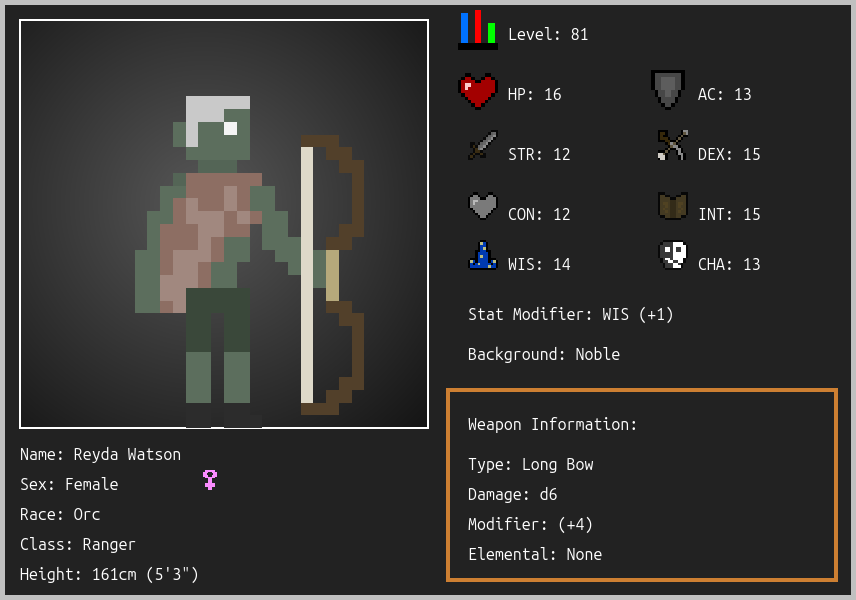 Level: 81
HP: 16
AC: 13
STR: 12
DEX: 15
CON: 12
INT: 15
WIS: 14
CHA: 13
Stat Modifier: WIS (+1)
Background: Noble
Weapon Information:
Type: Long Bow
Damage: d6
Modifier: (+4)
Elemental: None
Name: Reyda Watson
Sex: Female
Race: Orc
Class: Ranger
Height: 161cm (5'3")